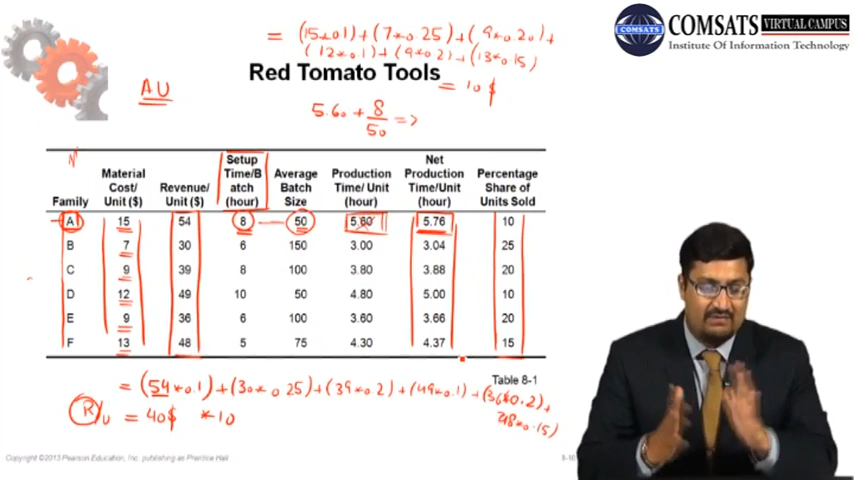 COMSATS VIRTUAL CAMPUS
Institute Of Information Technology
= (15*0.1) + (7*0.25) + (9*0.20) +
(12*0.1) + (9*0.2) + (13*0.15)
= 10 $
AU
Red Tomato Tools
5.60 + 8/50 =>
N
Family Material Cost/ Unit ($) Revenue/ Unit ($) Setup Time/B atch (hour) Average Batch Size Production Time/ Unit (hour) Net Production Time/Unit (hour) Percentage Share of Units Sold
A 15 54 8 50 5.60 5.76 10
B 7 30 6 150 3.00 3.04 25
C 9 39 8 100 3.80 3.88 20
D 12 49 10 50 4.80 5.00 10
E 9 36 6 100 3.60 3.66 20
F 13 48 5 75 4.30 4.37 15
Table 8-1
= (54*0.1) + (30*0.25) + (39*0.2) + (49*0.1) + (36*0.2) +
48*0.15)
R/U = 40$ *10
Copyright ©2013 Pearson Education, Inc. publishing as Prentice Hall